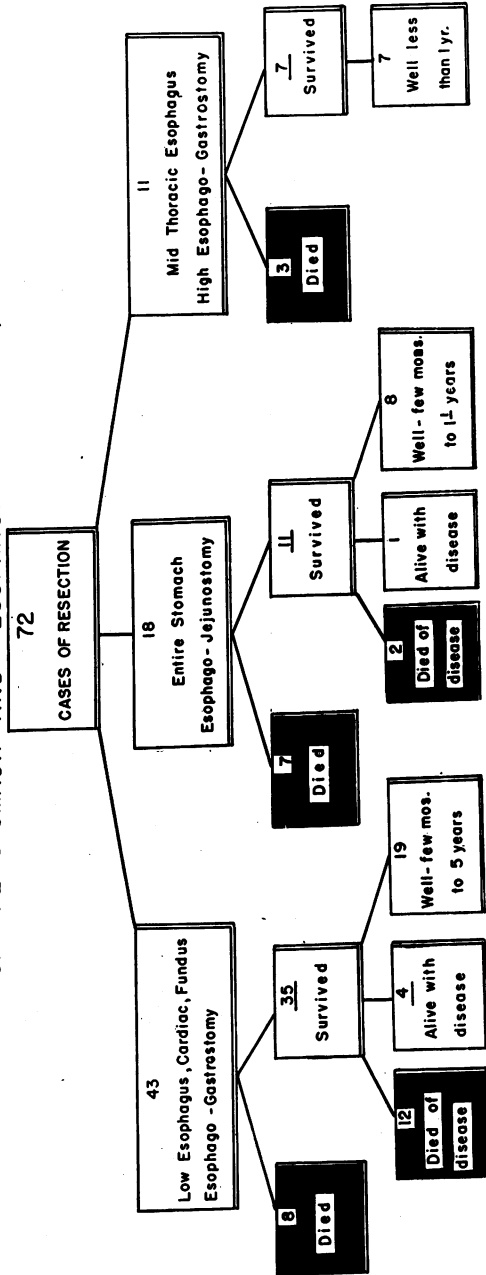 72
CASES OF RESECTION
43
Low Esophagus, Cardiac, Fundus
Esophago-Gastrostomy
18
Entire Stomach
Esophago-Jejunostomy
11
Mid Thoracic Esophagus
High Esophago-Gastrostomy
8
Died
35
Survived
7
Died
11
Survived
3
Died
7
Survived
12
Died of
disease
4
Alive with
disease
19
Well-few mos.
to 5 years
2
Died of
disease
1
Alive with
disease
8
Well-few moas.
to 1½ years
7
Well less
than 1 yr.